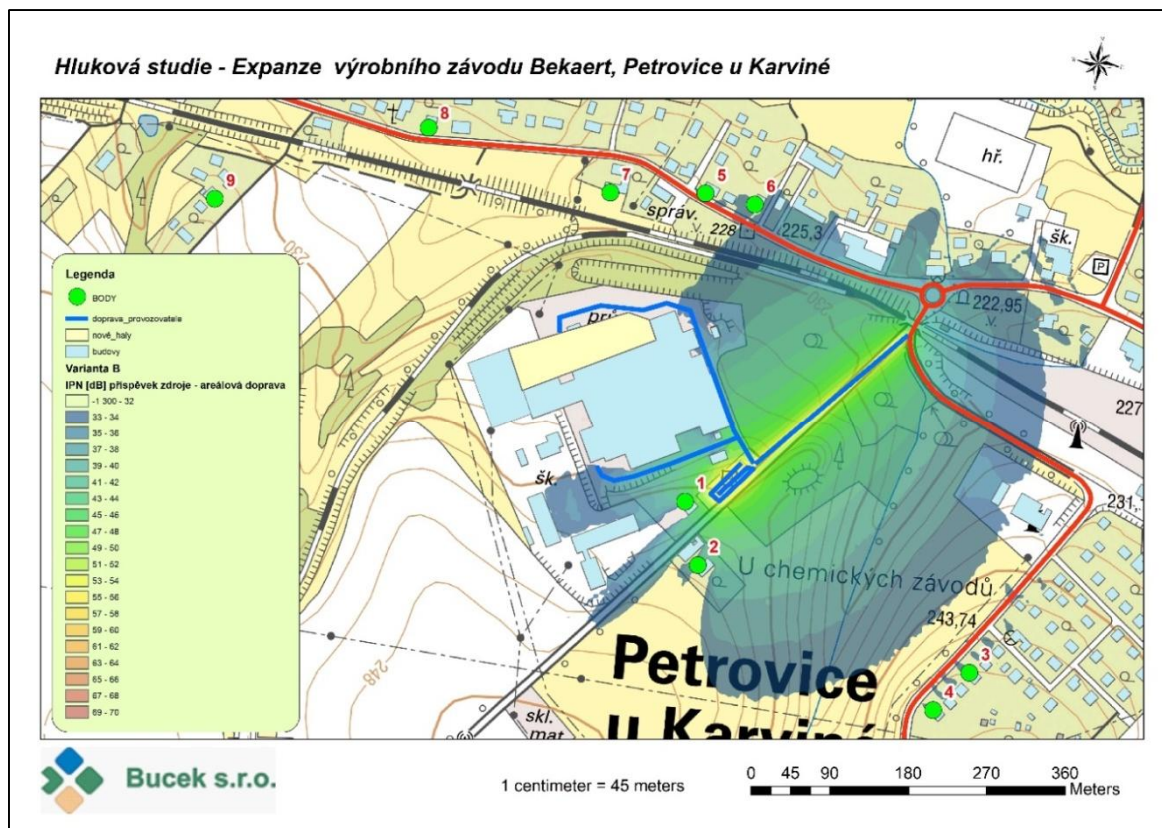 Hluková studie - Expanze výrobního závodu Bekaert, Petrovice u Karviné
8
9
7
5
6
hř.
správ.
228
225,3
šk.
P
230
230
222,95
227
Legenda
BODY
doprava_provozovatele
nové_haly
budovy
Varianta B
IPN [dB] příspěvek zdroje - areálová doprava
-1 300 - 32
33 - 34
35 - 36
37 - 38
39 - 40
41 - 42
43 - 44
45 - 46
47 - 48
49 - 50
51 - 52
53 - 54
55 - 56
57 - 58
59 - 60
61 - 62
63 - 64
65 - 66
67 - 68
69 - 70
šk.
1
2
231,
U chemických závodů
243,74
3
4
248
Petrovice
u Karviné
skl.
mat.
Bucek s.r.o.
1 centimeter = 45 meters
0 45 90 180 270 360
Meters